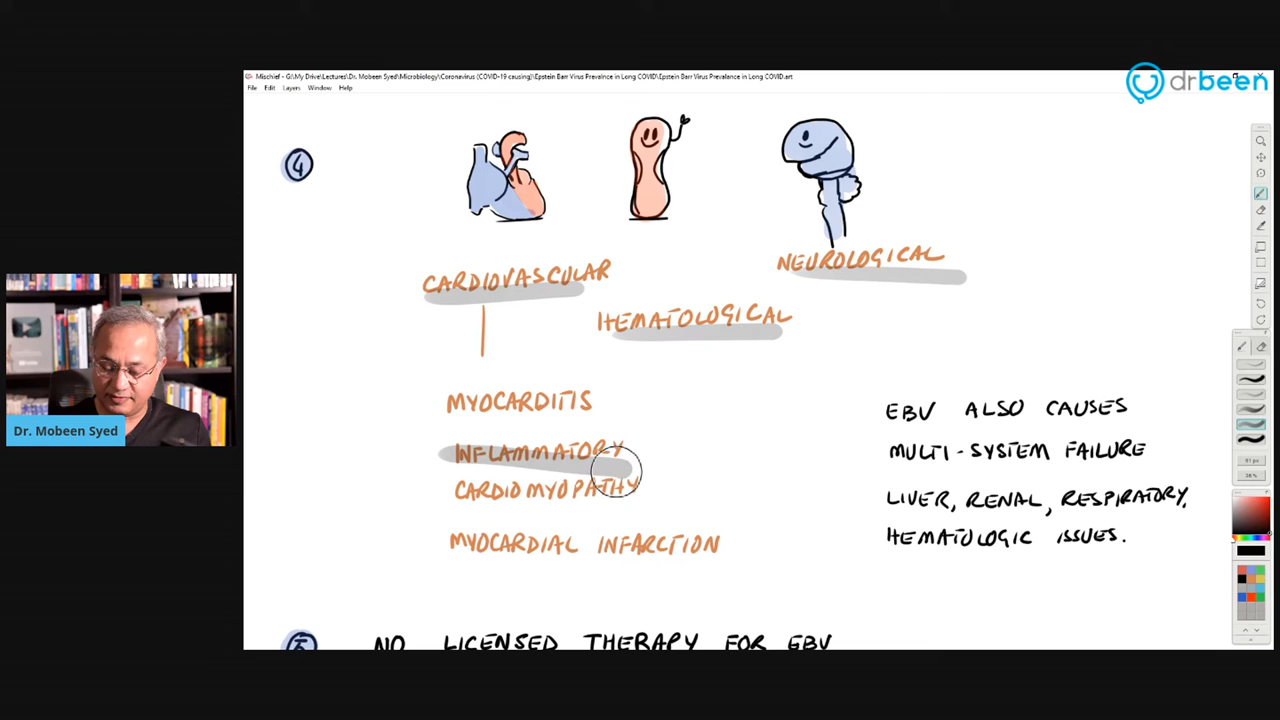 drbeen
Mischief - G:\My Drive\Lectures\Dr. Mobeen Syed\Microbiology\Coronavirus (COVID-19 causing)\Epstein Barr Virus Prevalnce in Long COVID\Epstein Barr Virus Prevalance in Long COVID.art
File Edit Layers Window Help
4
CARDIOVASCULAR
NEUROLOGICAL
HEMATOLOGICAL
MYOCARDITIS
INFLAMMATORY
CARDIOMYOPATHY
MYOCARDIAL INFARCTION
EBV ALSO CAUSES
MULTI-SYSTEM FAILURE
LIVER, RENAL, RESPIRATORY,
HEMATOLOGIC ISSUES.
Dr. Mobeen Syed
5 NO LICENSED THERAPY FOR EBV